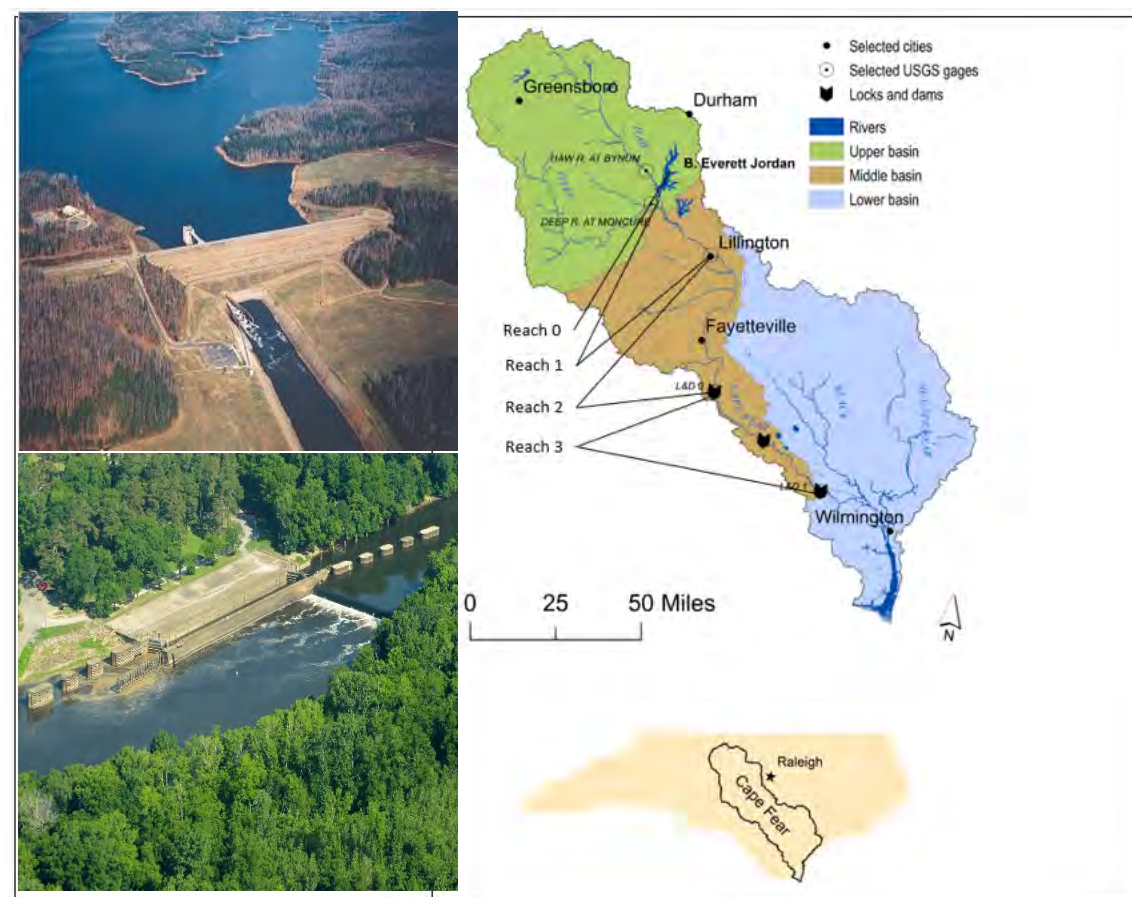 Selected cities
Selected USGS gages
Locks and dams
Rivers
Upper basin
Middle basin
Lower basin
Greensboro
Durham
HAW R. AT BYNUM
B. Everett Jordan
DEEP R. AT MONCURE
Lillington
Reach 0
Fayetteville
Reach 1
L&D
Reach 2
Reach 3
L&D 1
Wilmington
0 25 50 Miles
N
Raleigh
Cape Fear